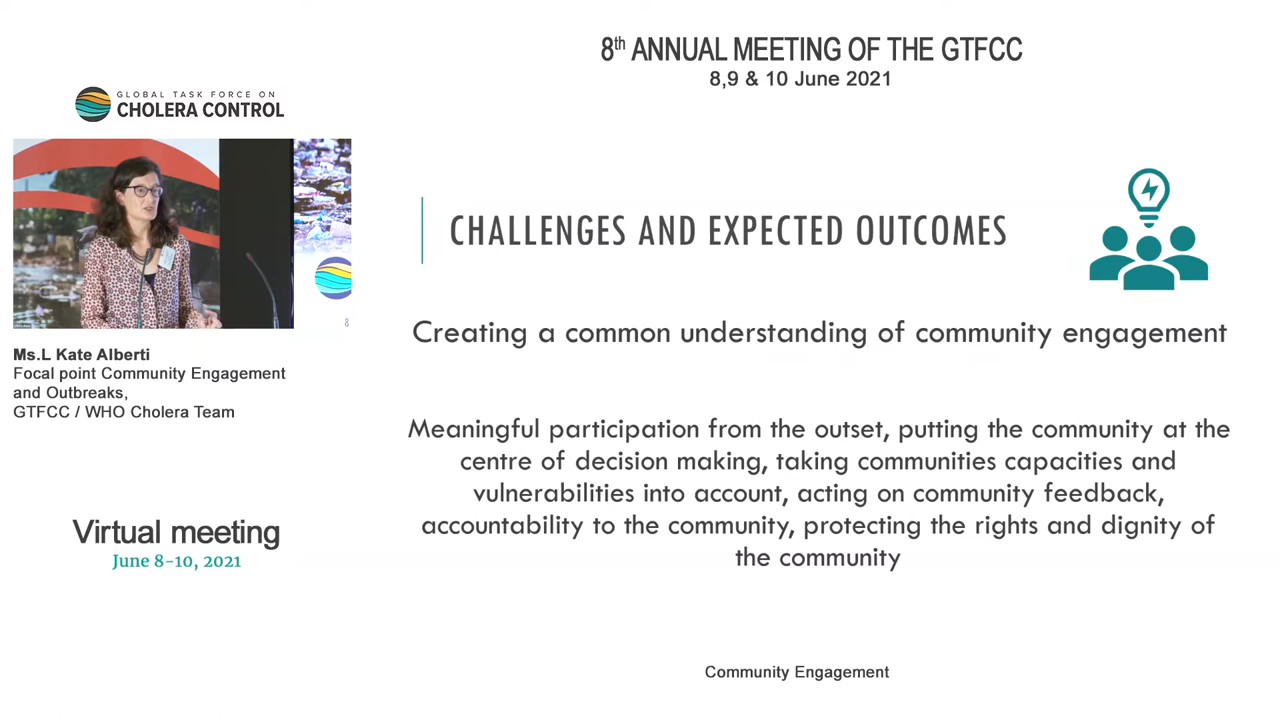 8th ANNUAL MEETING OF THE GTFCC
8,9 & 10 June 2021
GLOBAL TASK FORCE ON
CHOLERA CONTROL
8
Ms.L Kate Alberti
Focal point Community Engagement
and Outbreaks,
GTFCC / WHO Cholera Team
Virtual meeting
June 8-10, 2021
CHALLENGES AND EXPECTED OUTCOMES
Creating a common understanding of community engagement
Meaningful participation from the outset, putting the community at the
centre of decision making, taking communities capacities and
vulnerabilities into account, acting on community feedback,
accountability to the community, protecting the rights and dignity of
the community
Community Engagement